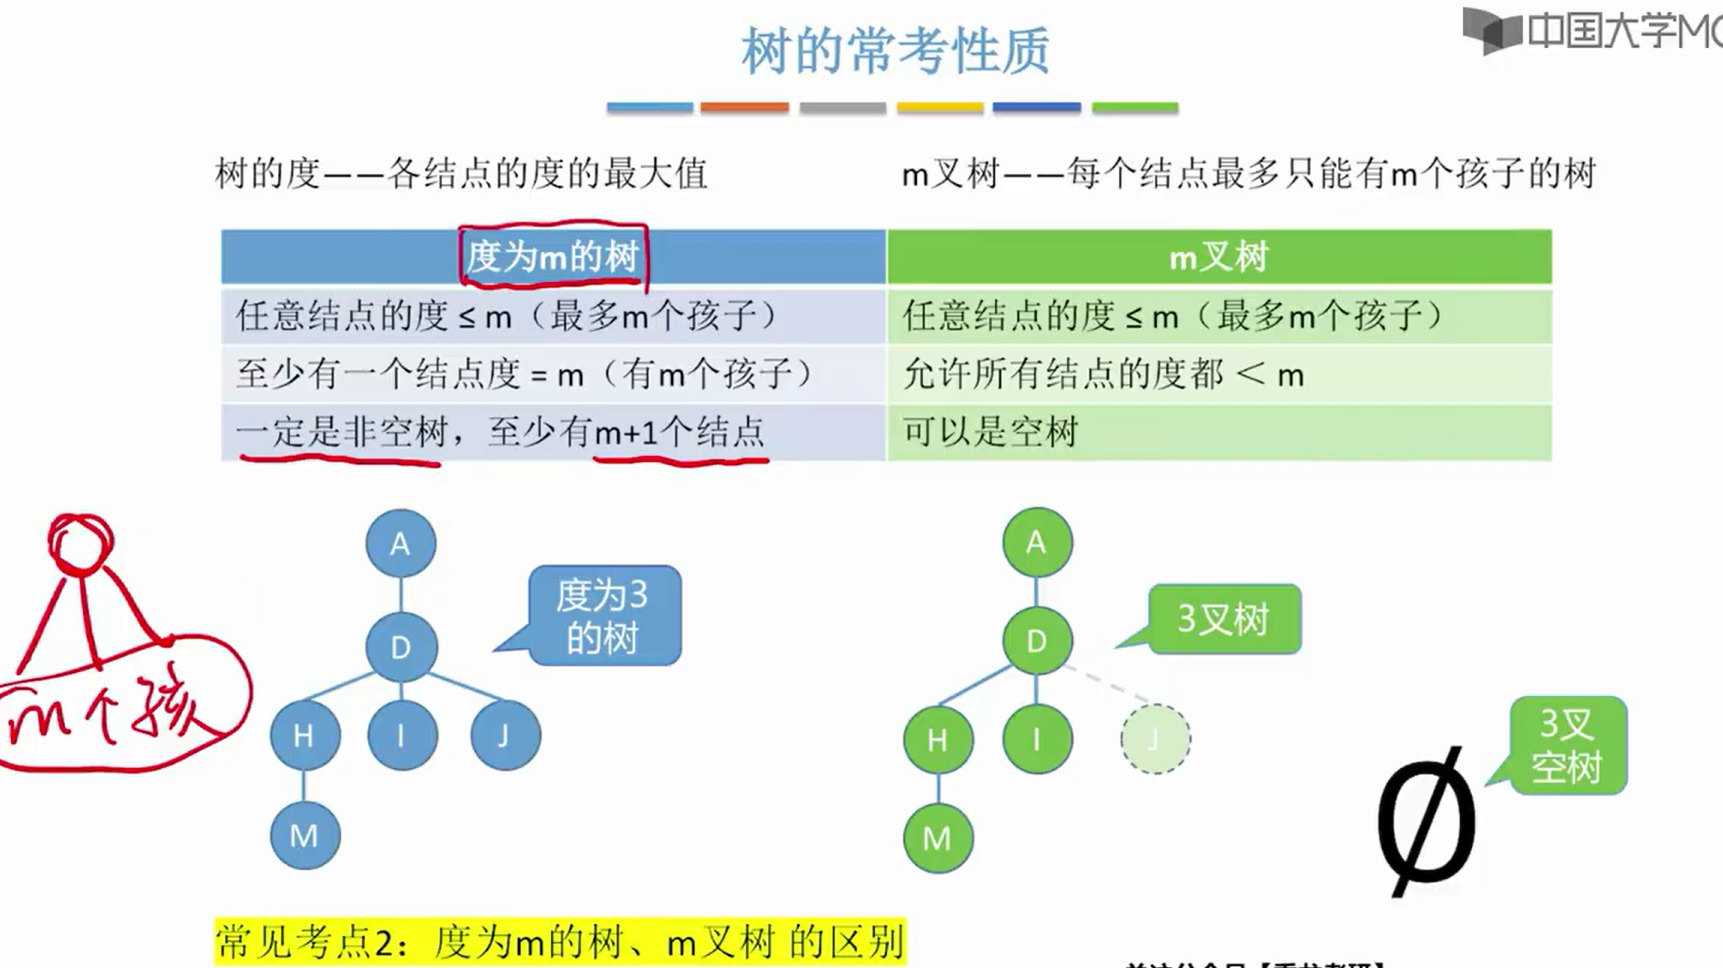 树的常考性质
中国大学MO
树的度——各结点的度的最大值
m叉树——每个结点最多只能有m个孩子的树
度为m的树
m叉树
任意结点的度 ≤ m（最多m个孩子）
任意结点的度 ≤ m（最多m个孩子）
至少有一个结点度 = m（有m个孩子）
允许所有结点的度都 ＜ m
一定是非空树，至少有m+1个结点
可以是空树
m个孩
A
D
H
I
J
M
度为3
的树
A
D
H
I
J
M
3叉树
Ø
3叉
空树
常见考点2：度为m的树、m叉树 的区别